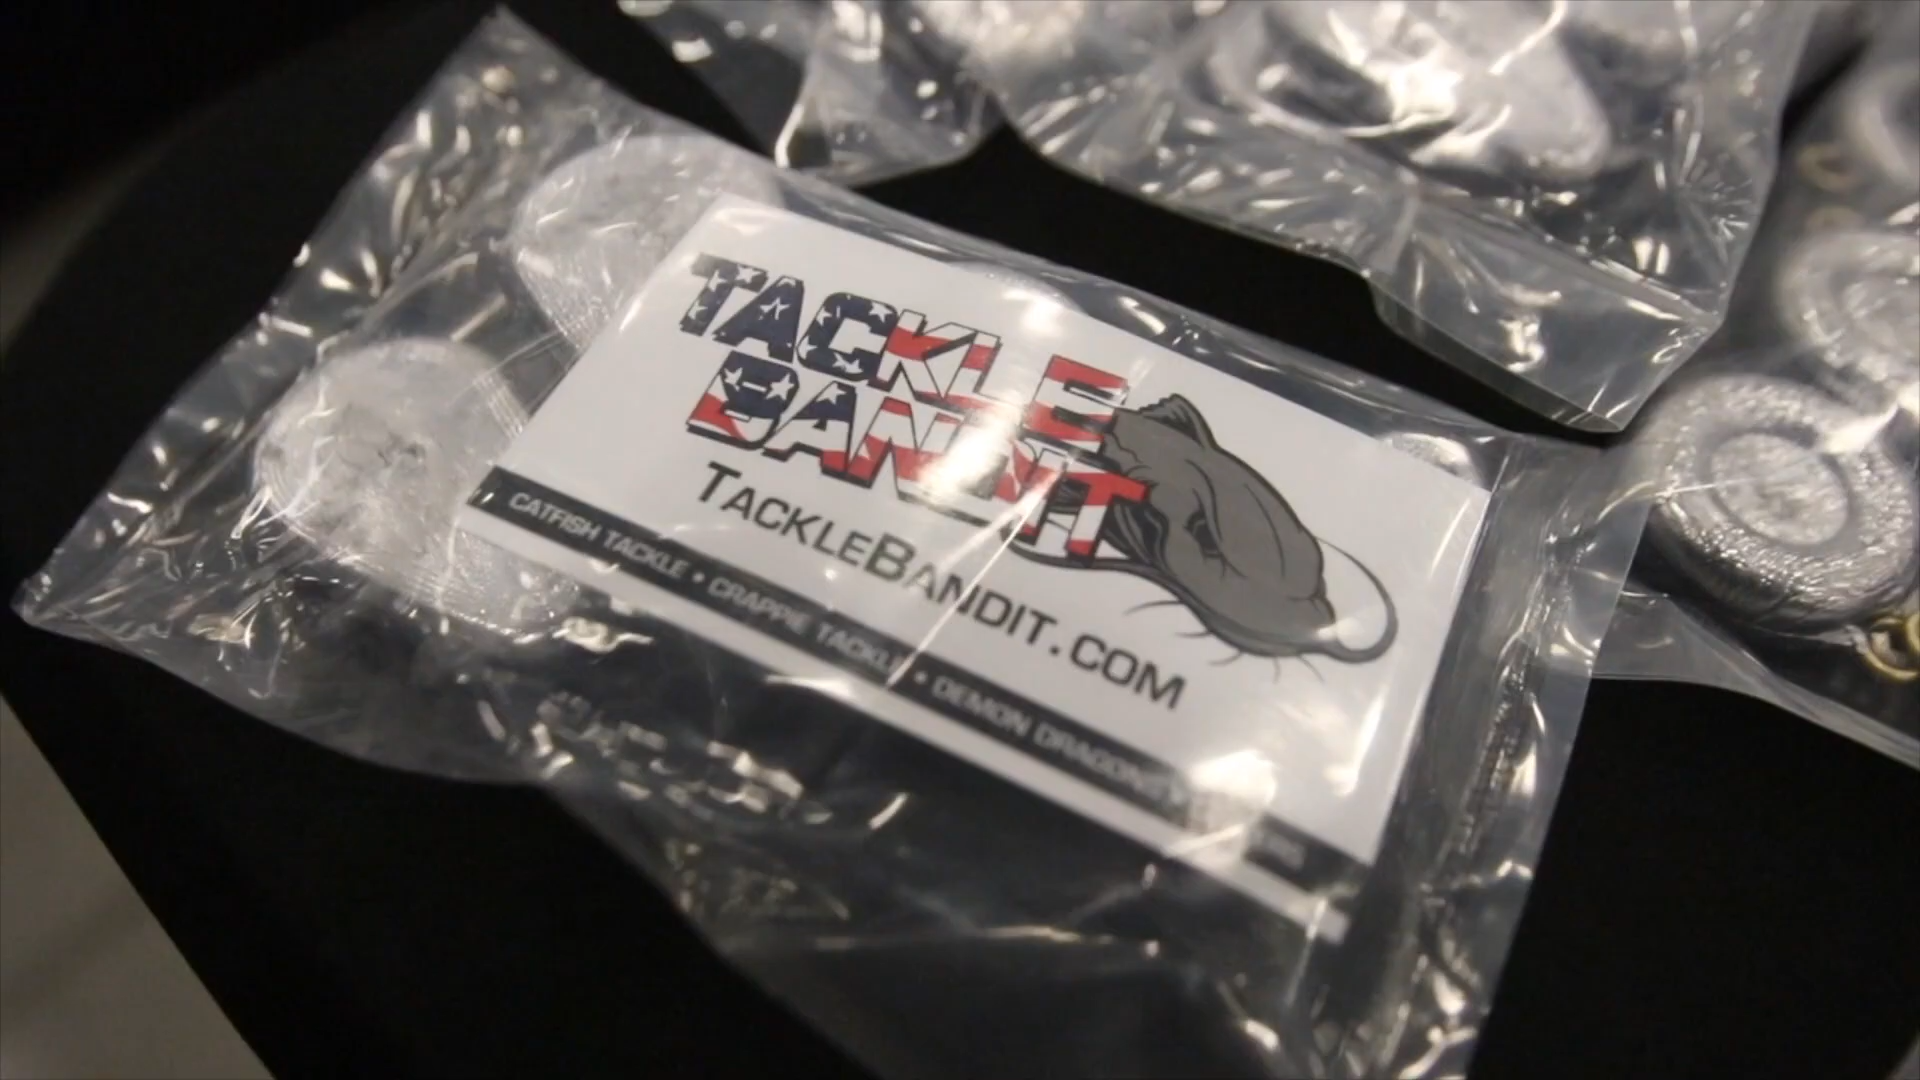 TACKLE
BANDIT
TACKLEBANDIT.COM
CATFISH TACKLE • CRAPPIE TACKLE • DEMON DRAGON